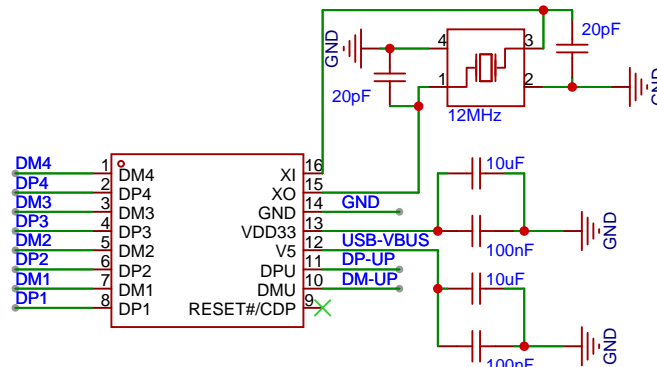 20pF
GND
4
3
1
2
20pF
12MHz
GND
DM4
1
DM4
XI
16
DP4
2
DP4
XO
15
DM3
3
DM3
GND
14
GND
DP3
4
DP3
VDD33
13
DM2
5
DM2
V5
12
USB-VBUS
DP2
6
DP2
DPU
11
DP-UP
DM1
7
DM1
DMU
10
DM-UP
DP1
8
DP1
RESET#/CDP
9
10uF
100nF
GND
10uF
100nF
GND